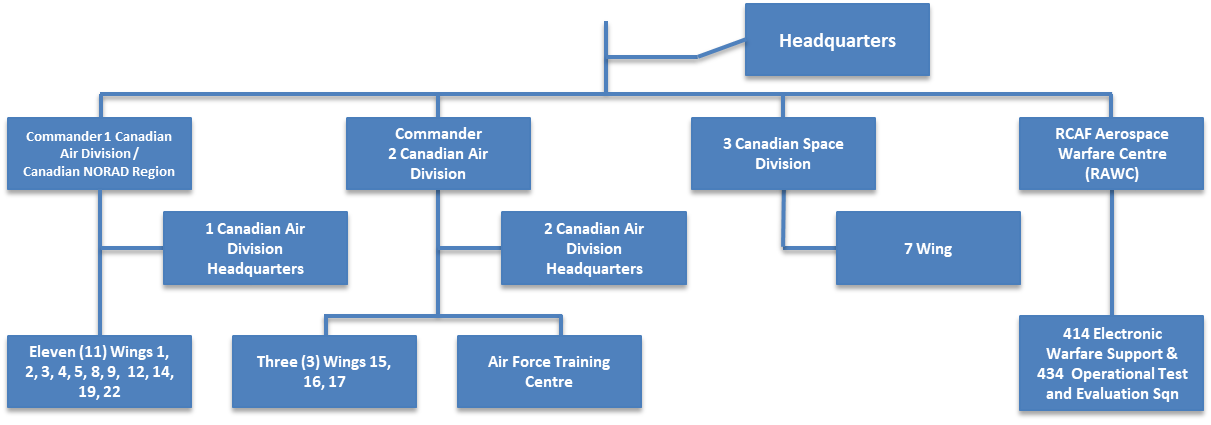 Headquarters
Commander 1 Canadian
Air Division /
Canadian NORAD Region
Commander
2 Canadian Air
Division
3 Canadian Space
Division
RCAF Aerospace
Warfare Centre
(RAWC)
1 Canadian Air
Division
Headquarters
2 Canadian Air
Division
Headquarters
7 Wing
Eleven (11) Wings 1,
2, 3, 4, 5, 8, 9, 12, 14,
19, 22
Three (3) Wings 15,
16, 17
Air Force Training
Centre
414 Electronic
Warfare Support &
434 Operational Test
and Evaluation Sqn